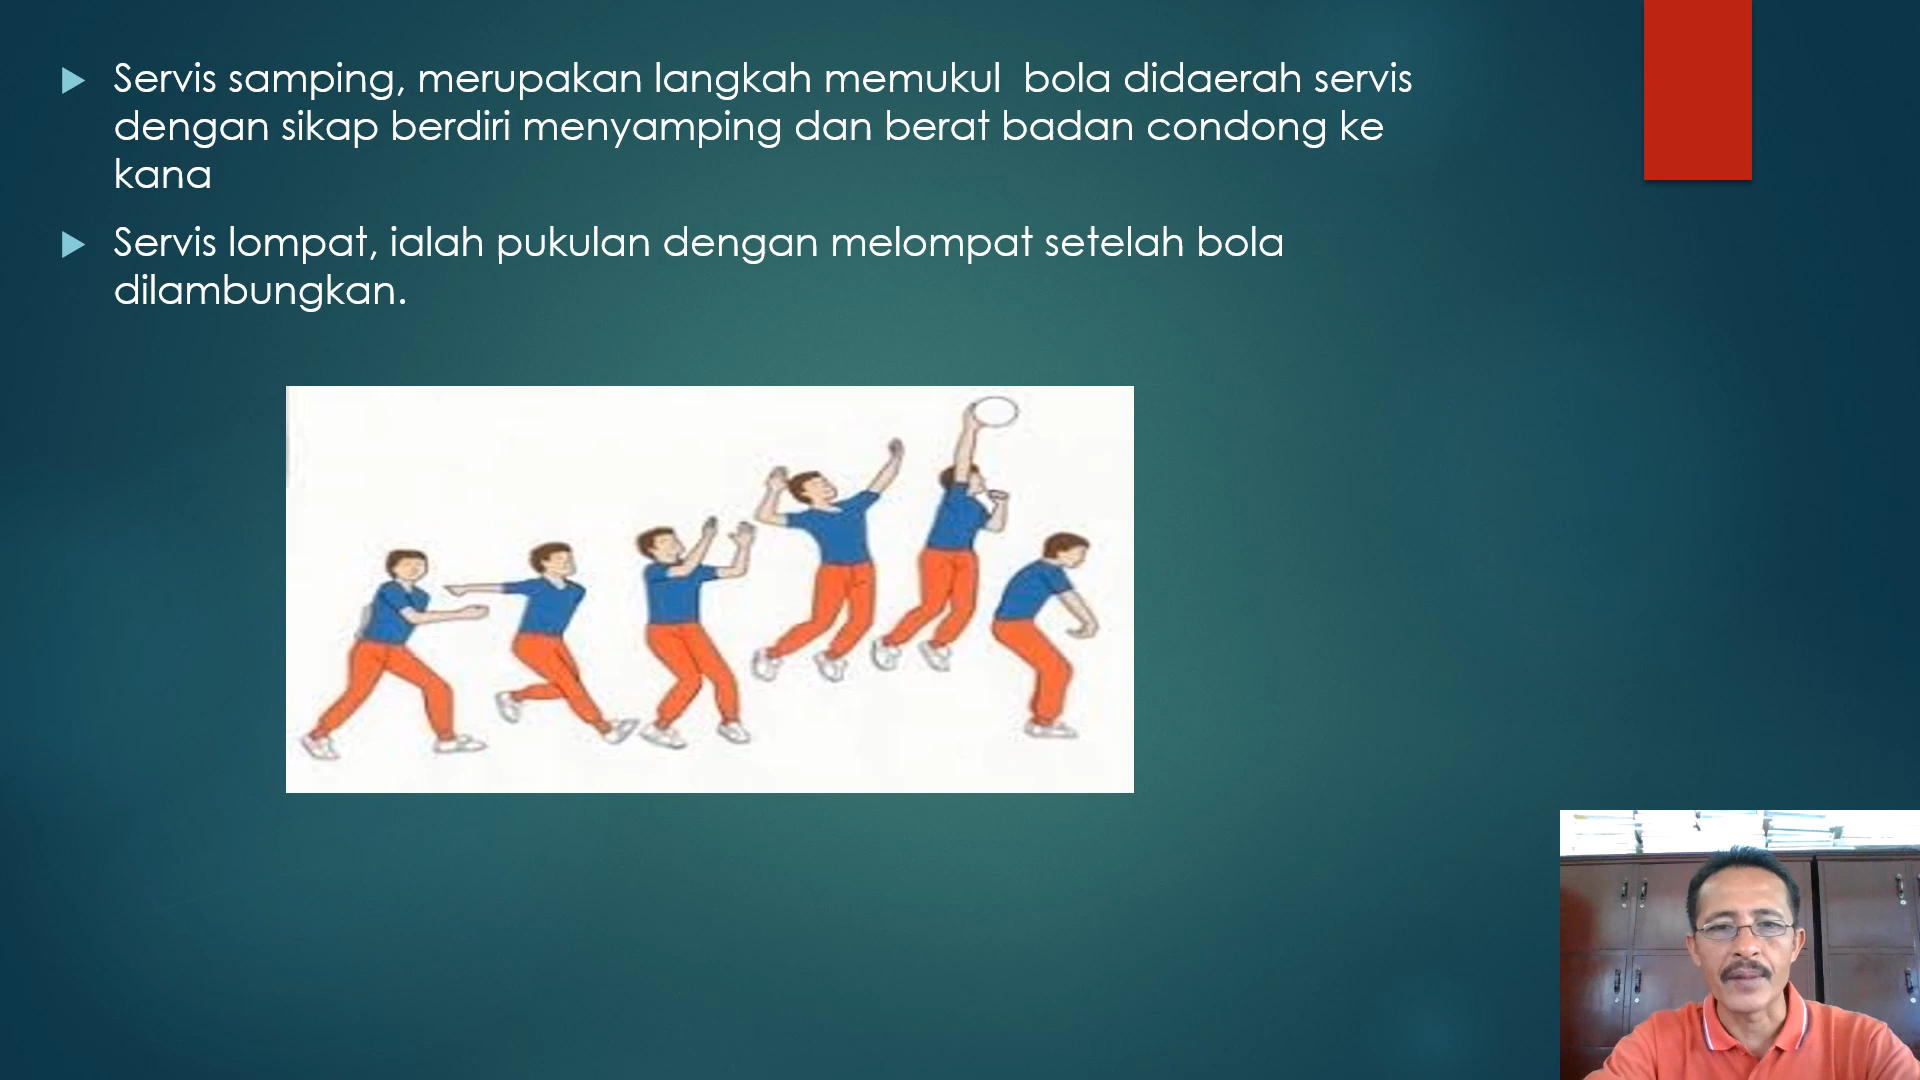 Servis samping, merupakan langkah memukul  bola didaerah servis
dengan sikap berdiri menyamping dan berat badan condong ke
kana
Servis lompat, ialah pukulan dengan melompat setelah bola
dilambungkan.